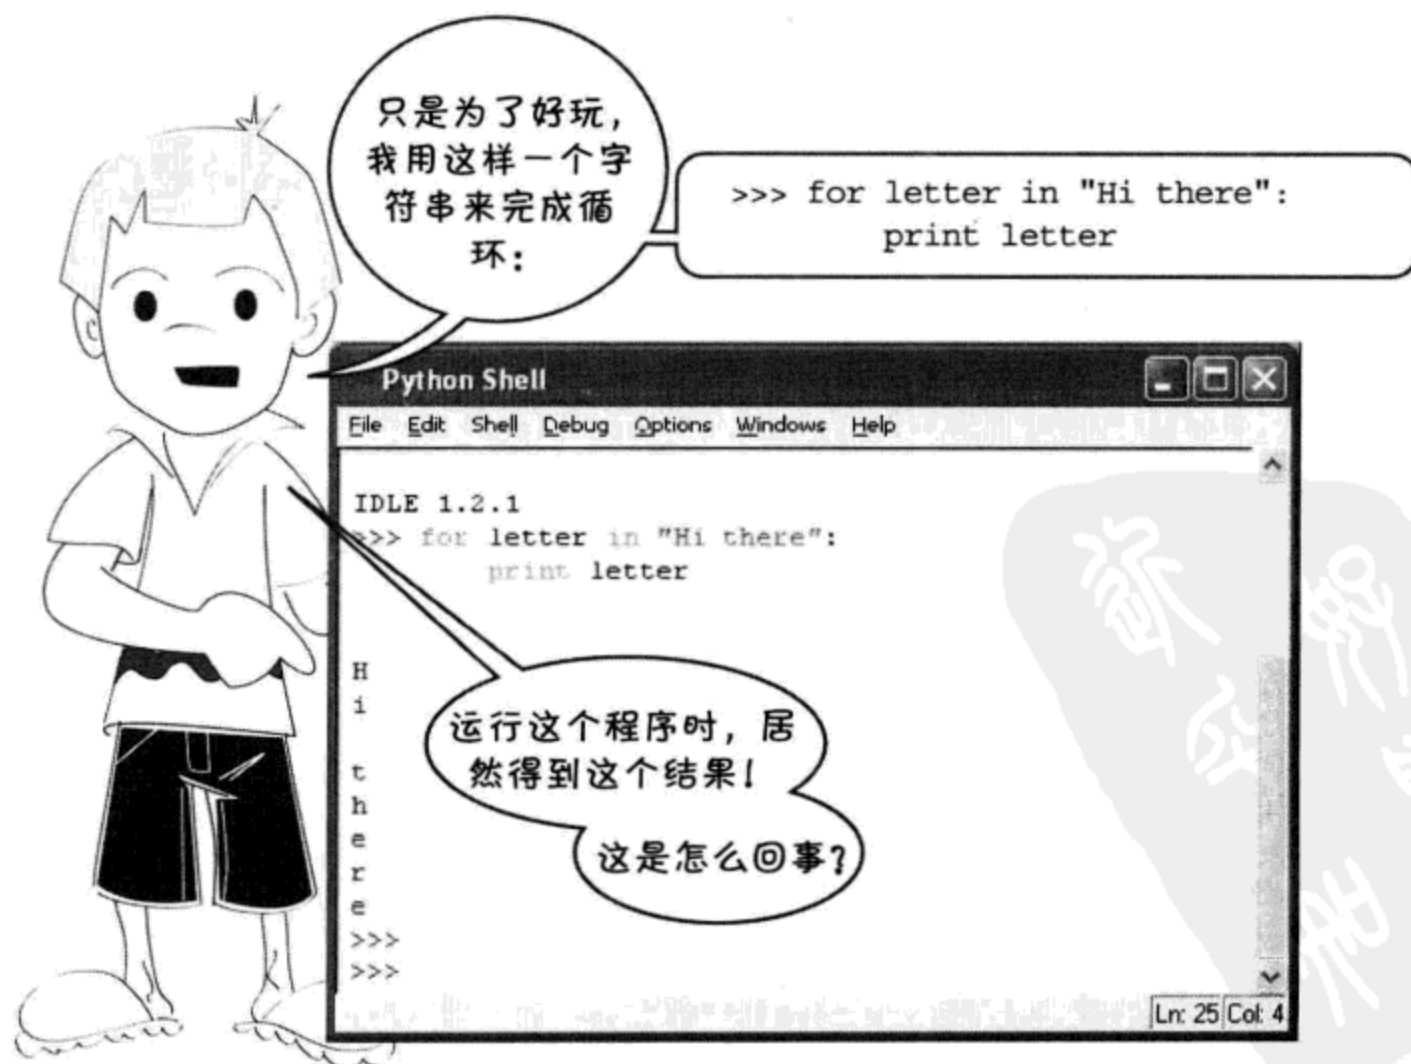 只是为了好玩，
我用这样一个字
符串来完成循
环：
>>> for letter in "Hi there":
print letter
Python Shell
File Edit Shell Debug Options Windows Help
IDLE 1.2.1
>>> for letter in "Hi there":
print letter
H
i
t
h
e
r
e
>>>
>>>
运行这个程序时，居
然得到这个结果！
这是怎么回事？
Ln: 25 Col: 4